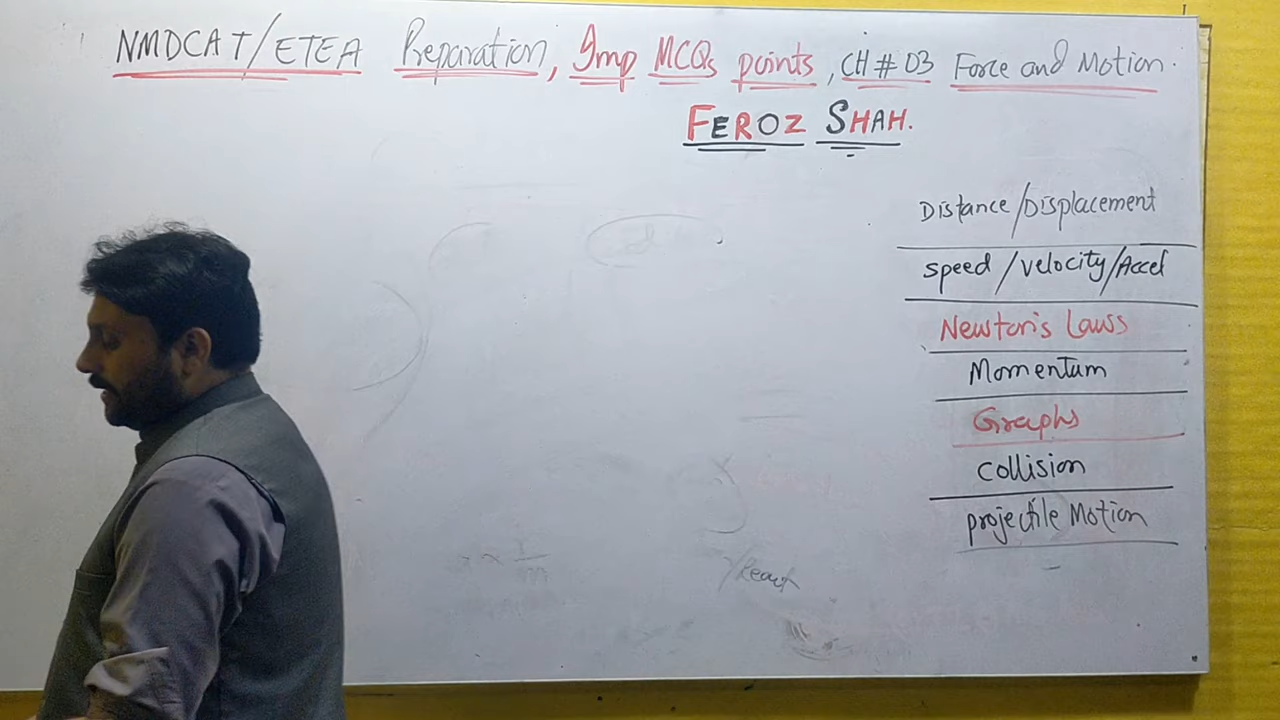 NMDCAT/ETEA Preparation, Imp MCQs points, CH # 03 Force and Motion.
FEROZ SHAH.
Distance/Displacement
speed/velocity/Accel
Newton's Laws
Momentum
Graphs
collision
projectile Motion